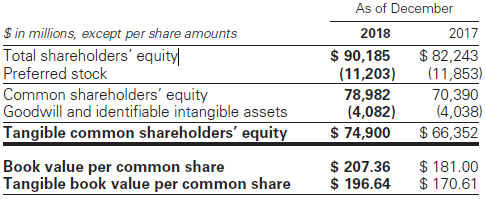 As of December
$ in millions, except per share amounts 2018 2017
Total shareholders' equity $ 90,185 $ 82,243
Preferred stock (11,203) (11,853)
Common shareholders' equity 78,982 70,390
Goodwill and identifiable intangible assets (4,082) (4,038)
Tangible common shareholders' equity $ 74,900 $ 66,352
Book value per common share $ 207.36 $ 181.00
Tangible book value per common share $ 196.64 $ 170.61